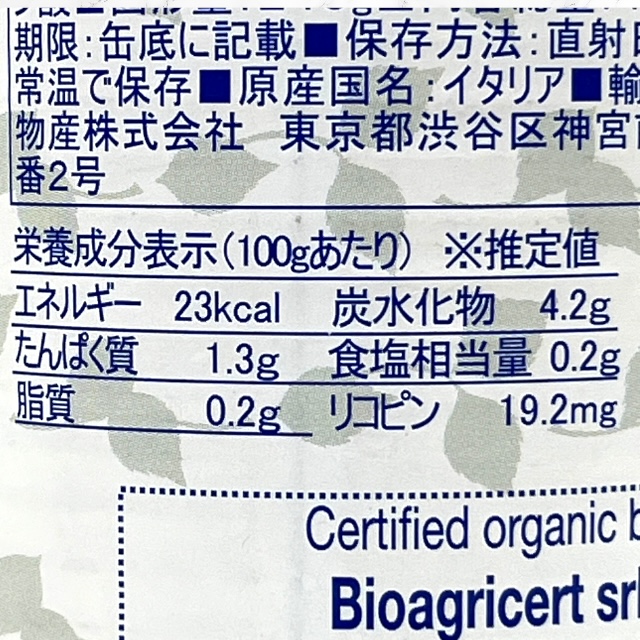 期限:缶底に記載■保存方法:直射
常温で保存■原産国名:イタリア■輸
物産株式会社　東京都渋谷区神宮
番2号
栄養成分表示(100gあたり) ※推定値
エネルギー 23kcal 炭水化物 4.2g
たんぱく質 1.3g 食塩相当量 0.2g
脂質 0.2g リコピン 19.2mg
Certified organic b
Bioagricert srl